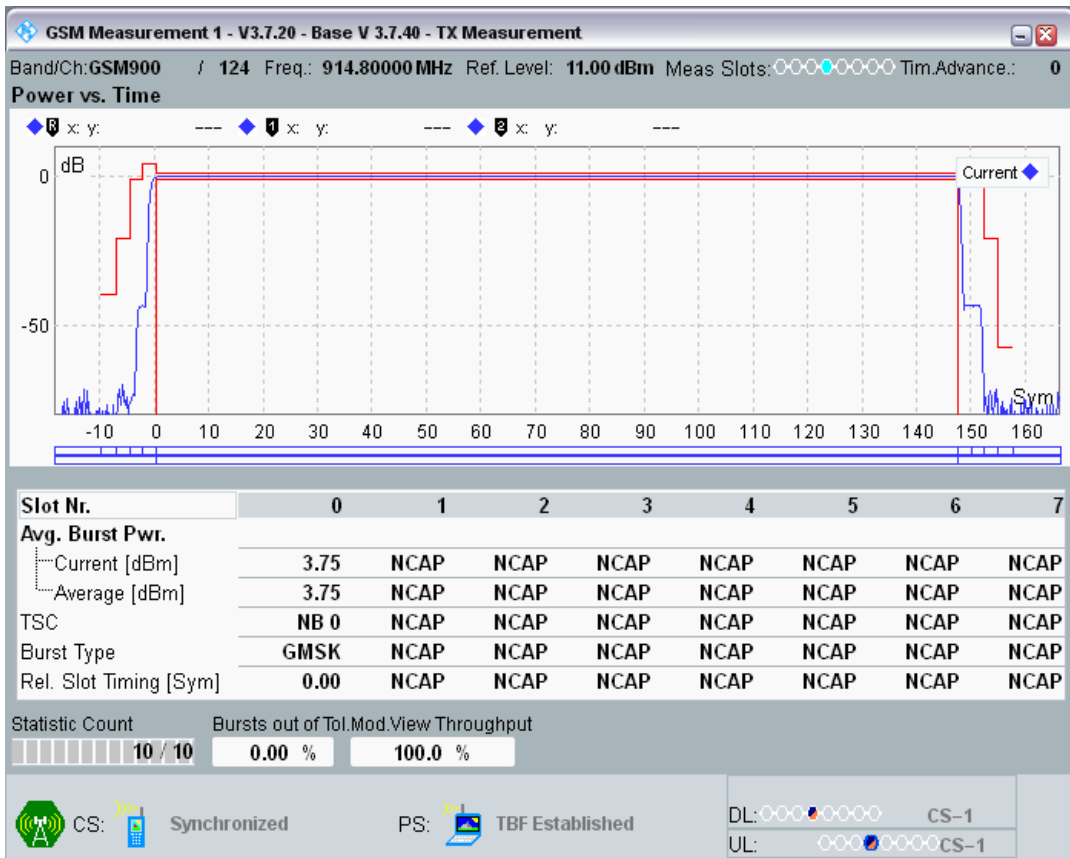 GSM Measurement 1 - V3.7.20 - Base V 3.7.40 - TX Measurement
Band/Ch:GSM900 / 124 Freq.: 914.80000 MHz Ref. Level: 11.00 dBm Meas Slots: Tim.Advance.: 0
Power vs. Time
R x: y: --- 1 x: y: --- 2 x: y: ---
dB
Current
0
-50
Sym
-10 0 10 20 30 40 50 60 70 80 90 100 110 120 130 140 150 160
Slot Nr. 0 1 2 3 4 5 6 7
Avg. Burst Pwr.
Current [dBm] 3.75 NCAP NCAP NCAP NCAP NCAP NCAP NCAP
Average [dBm] 3.75 NCAP NCAP NCAP NCAP NCAP NCAP NCAP
TSC NB 0 NCAP NCAP NCAP NCAP NCAP NCAP NCAP
Burst Type GMSK NCAP NCAP NCAP NCAP NCAP NCAP NCAP
Rel. Slot Timing [Sym] 0.00 NCAP NCAP NCAP NCAP NCAP NCAP NCAP
Statistic Count Bursts out of Tol.Mod.View Throughput
10 / 10 0.00 % 100.0 %
CS: Synchronized PS: TBF Established
DL: CS-1
UL: CS-1